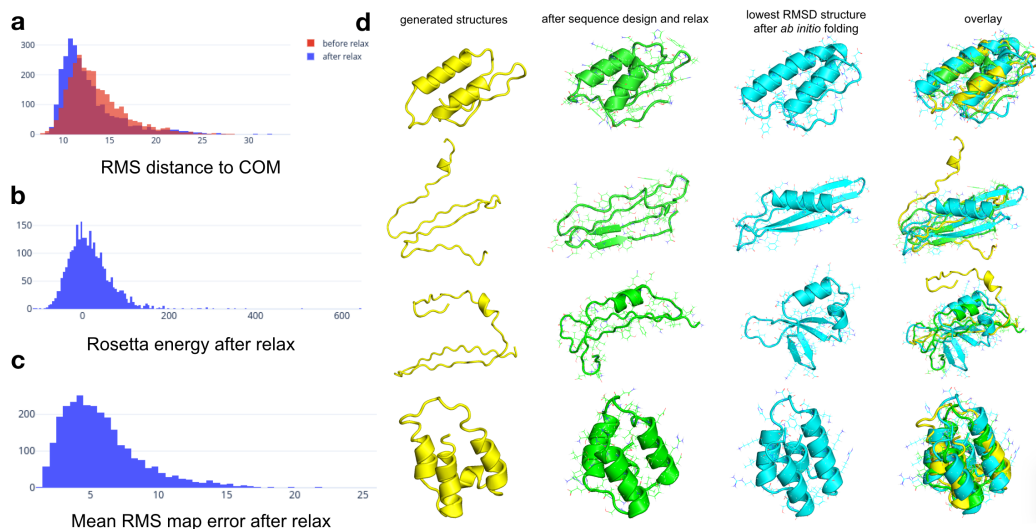 a
300
200
100
0
before relax
after relax
10
15
20
25
30
RMS distance to COM
b
150
100
50
0
0
200
400
600
Rosetta energy after relax
c
200
100
0
5
10
15
20
25
Mean RMS map error after relax
d
generated structures
after sequence design and relax
lowest RMSD structure
after ab initio folding
overlay